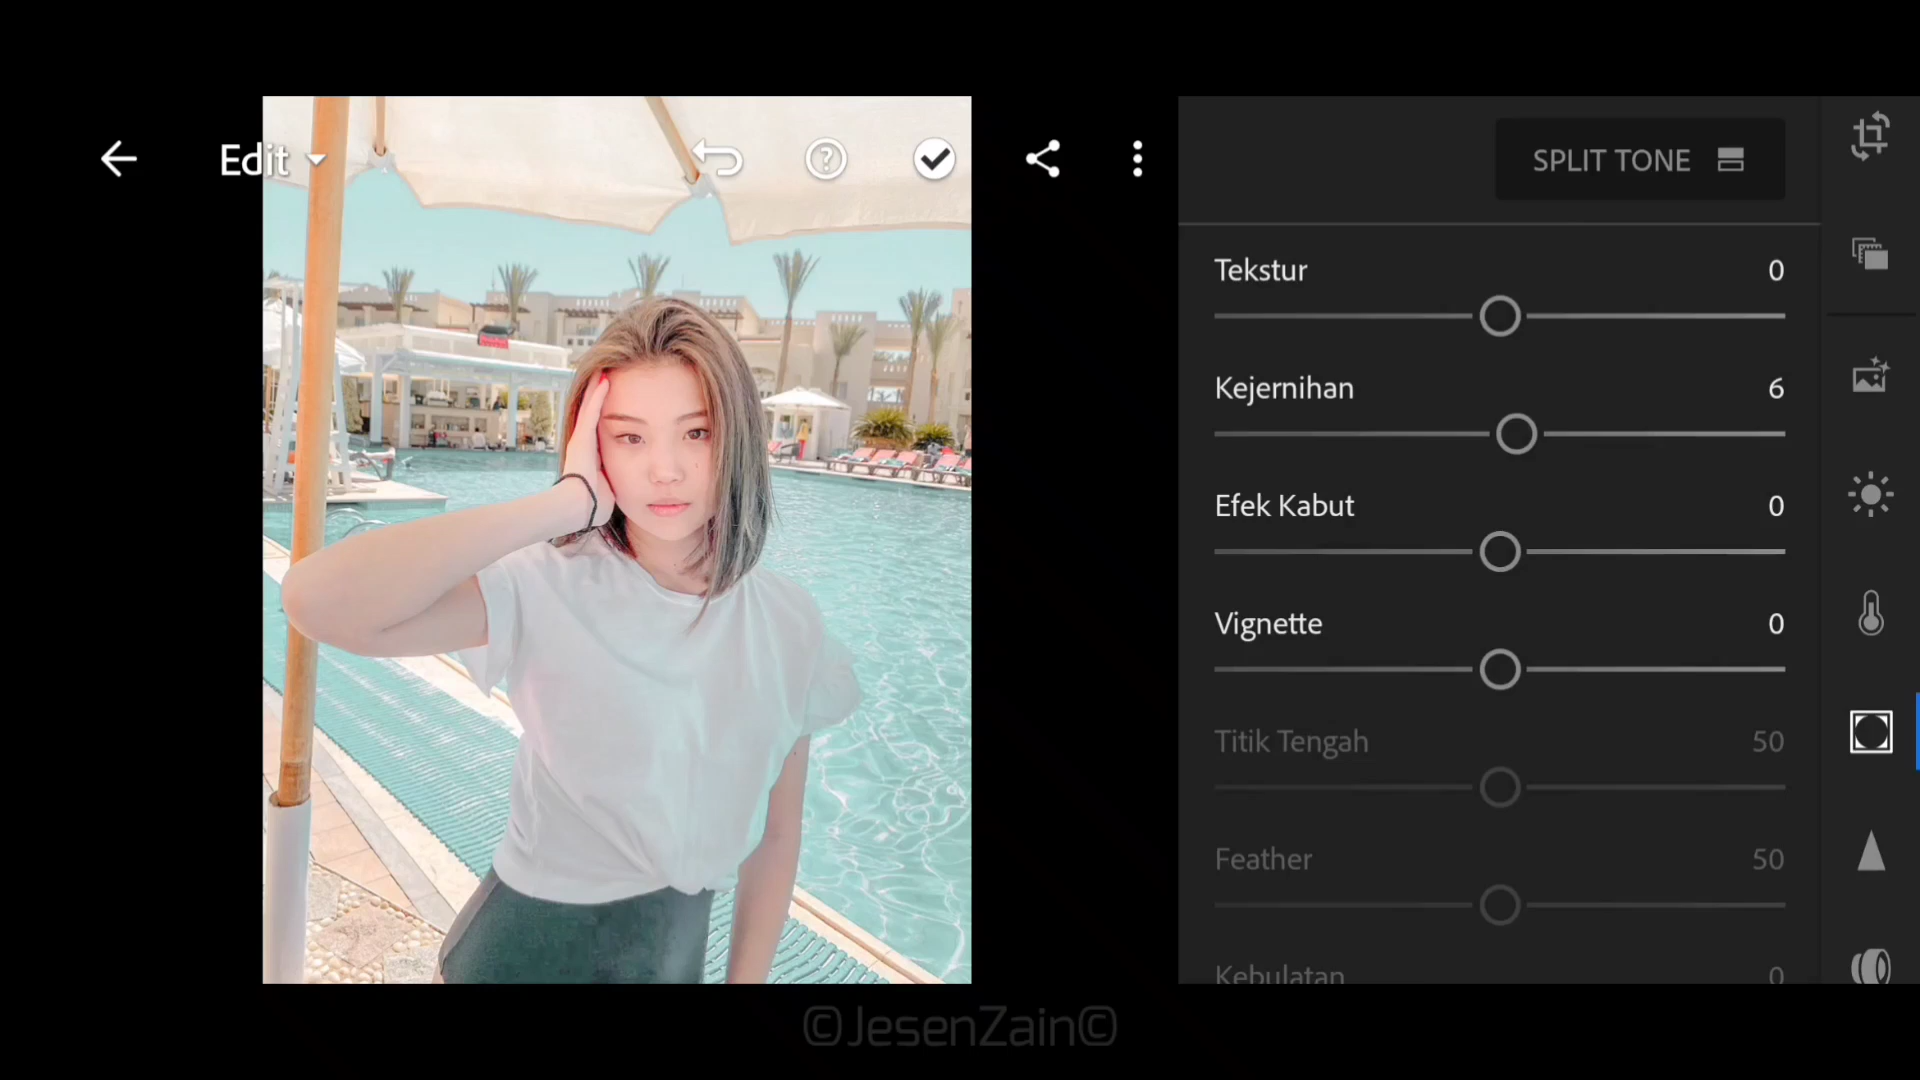 Edit
SPLIT TONE
Tekstur 0
Kejernihan 6
Efek Kabut 0
Vignette 0
Titik Tengah 50
Feather 50
Kebulatan 0
©JesenZain©